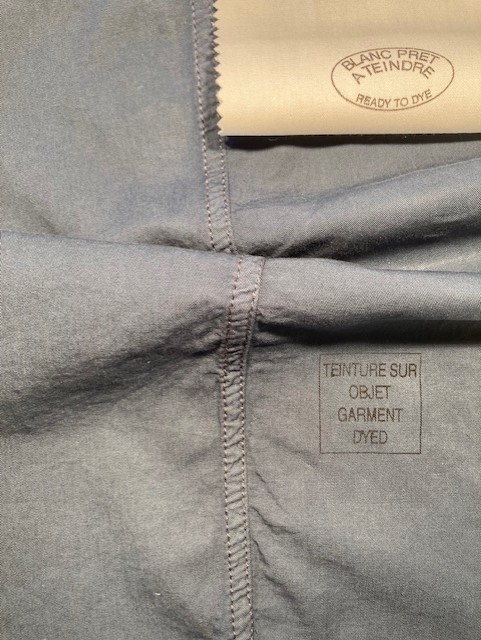 BLANC PRET
A TEINDRE
READY TO DYE
TEINTURE SUR
OBJET
GARMENT
DYED